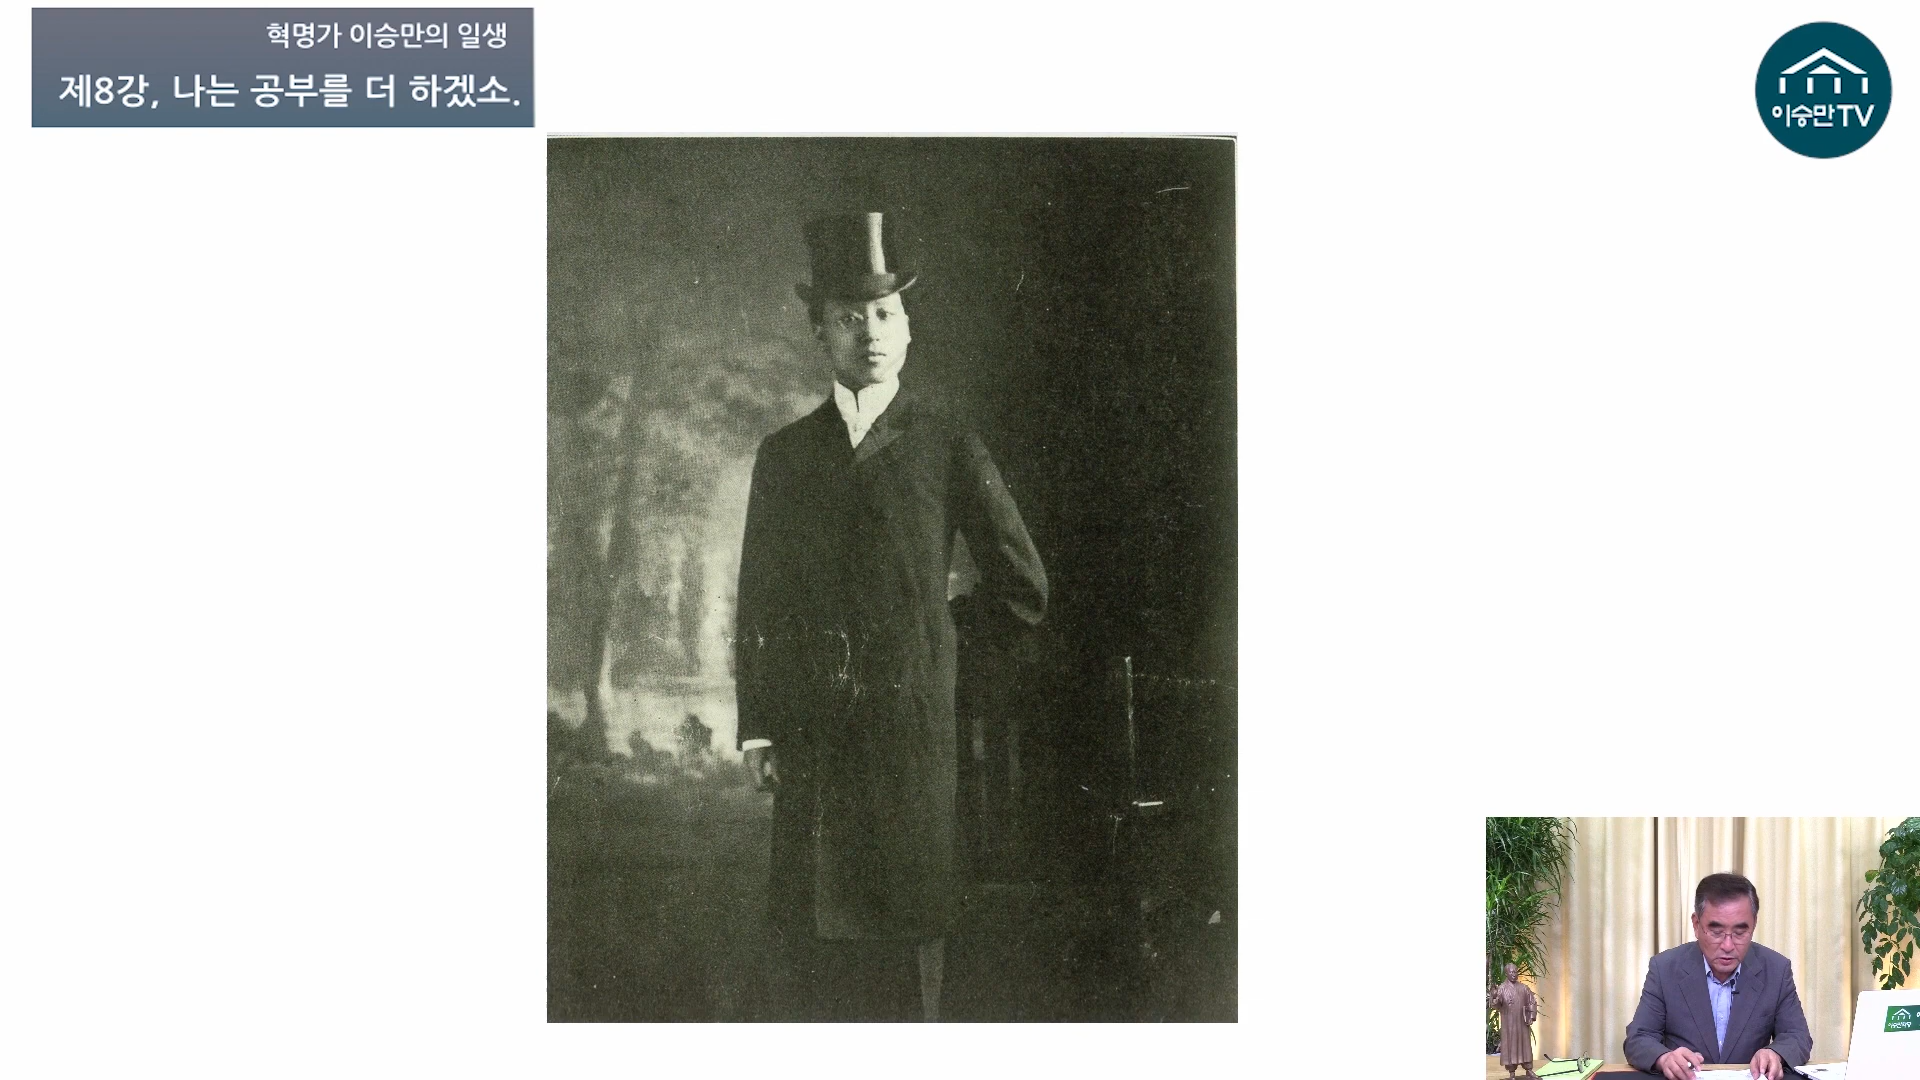 혁명가 이승만의 일생
제8강, 나는 공부를 더 하겠소.
이승만TV